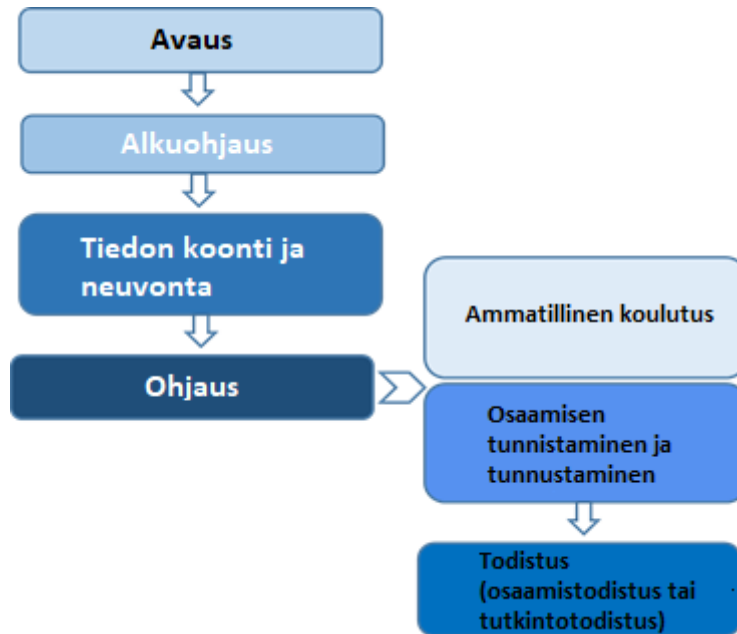 Avaus
Alkuohjaus
Tiedon koonti ja
neuvonta
Ohjaus
Ammatillinen koulutus
Osaamisen
tunnistaminen ja
tunnustaminen
Todistus
(osaamistodistus tai
tutkintotodistus)